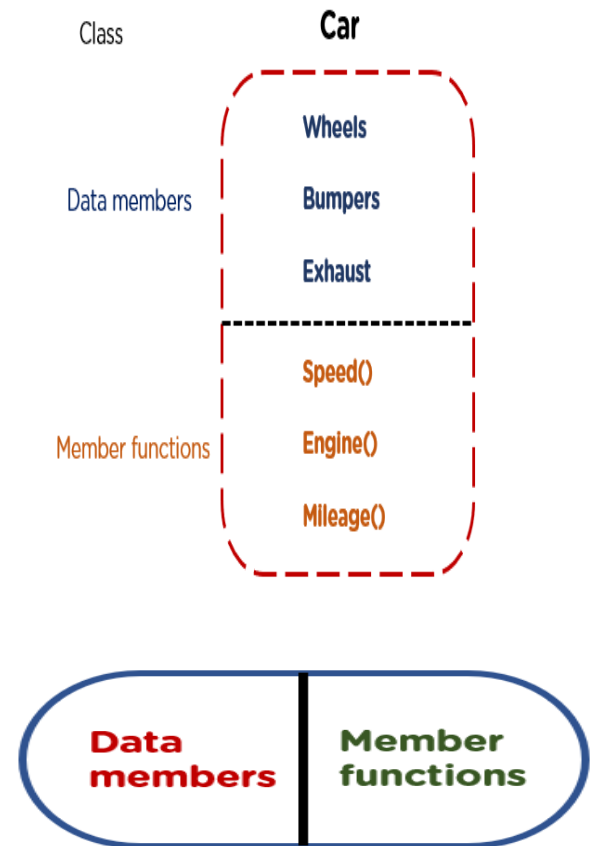 Class
Car
Wheels
Data members
Bumpers
Exhaust
Speed()
Member functions
Engine()
Mileage()
Data
members
Member
functions